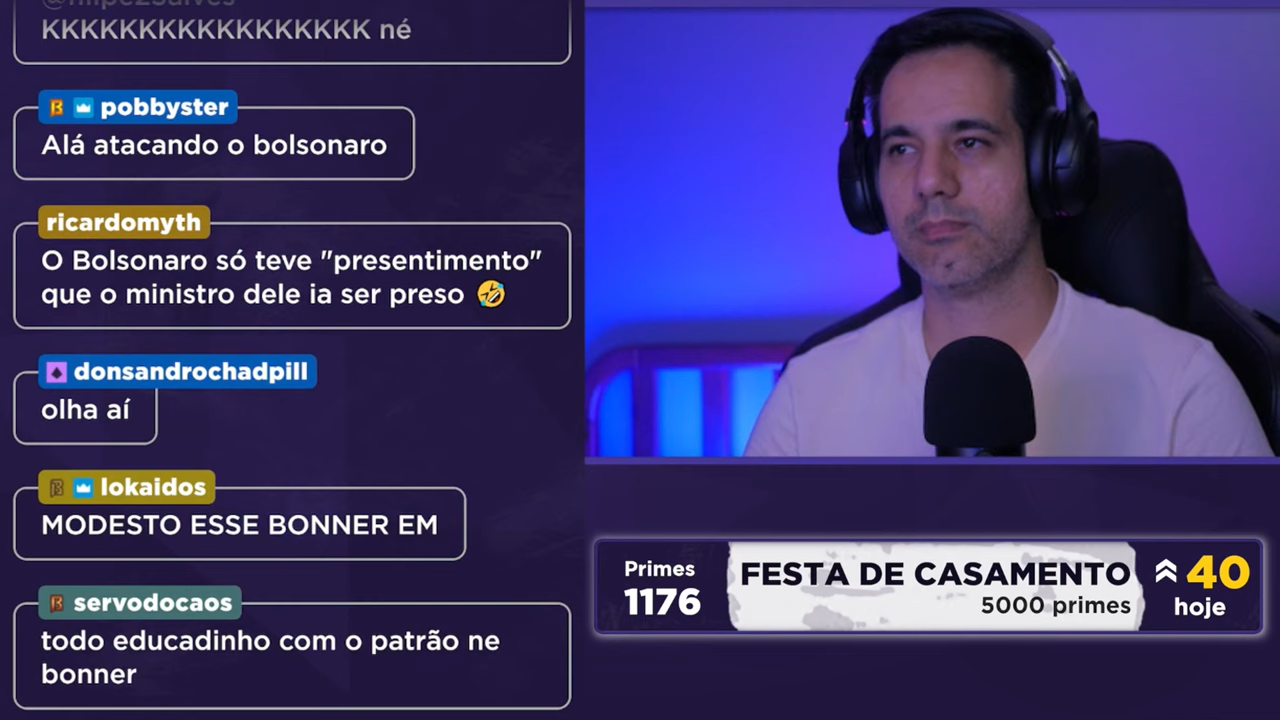 KKKKKKKKKKKKKKKKK né
pobbyster
Alá atacando o bolsonaro
ricardomyth
O Bolsonaro só teve "presentimento"
que o ministro dele ia ser preso 🤣
donsandrochadpill
olha aí
lokaidos
MODESTO ESSE BONNER EM
servodocaos
todo educadinho com o patrão ne
bonner
Primes
1176
FESTA DE CASAMENTO
5000 primes
40
hoje